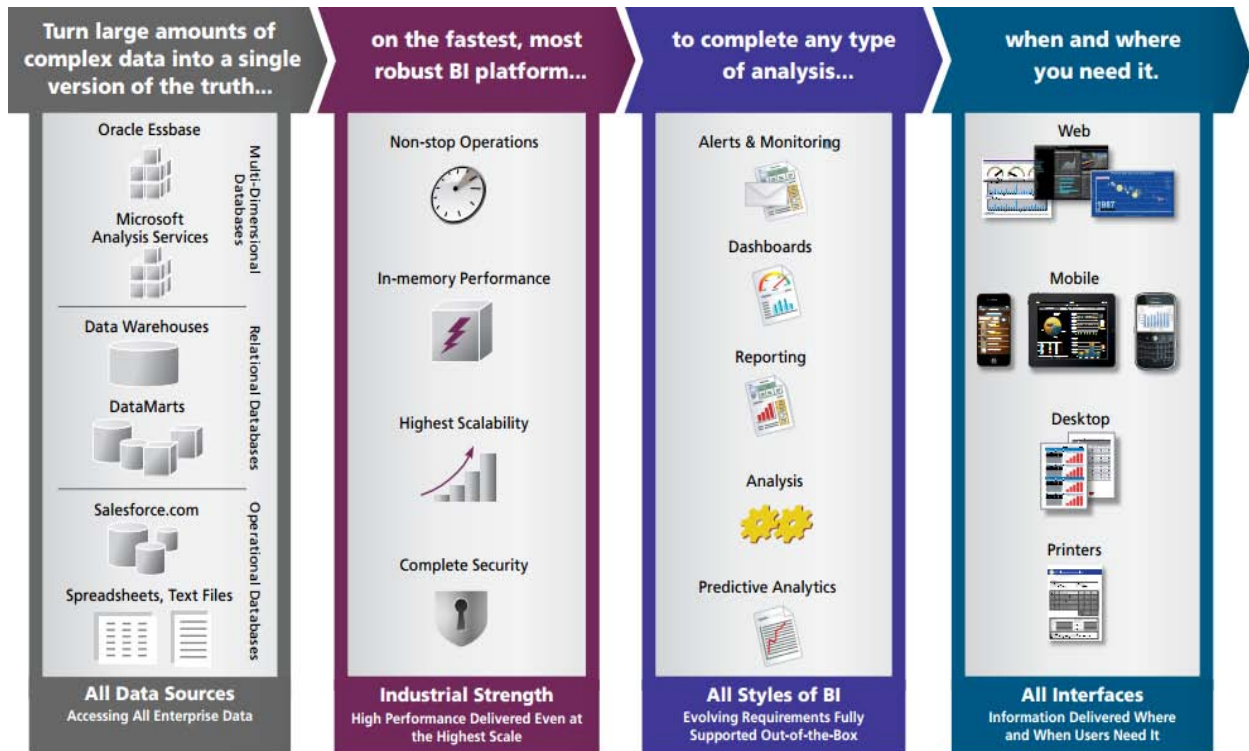 Turn large amounts of
complex data into a single
version of the truth...
on the fastest, most
robust BI platform...
to complete any type
of analysis...
when and where
you need it.
Oracle Essbase
Microsoft
Analysis Services
Multi-Dimensional
Databases
Data Warehouses
DataMarts
Relational Databases
Salesforce.com
Spreadsheets, Text Files
Operational Databases
All Data Sources
Accessing All Enterprise Data
Non-stop Operations
In-memory Performance
Highest Scalability
Complete Security
Industrial Strength
High Performance Delivered Even at
the Highest Scale
Alerts & Monitoring
Dashboards
Reporting
Analysis
Predictive Analytics
All Styles of BI
Evolving Requirements Fully
Supported Out-of-the-Box
Web
1987
Mobile
Desktop
Printers
All Interfaces
Information Delivered Where
and When Users Need It